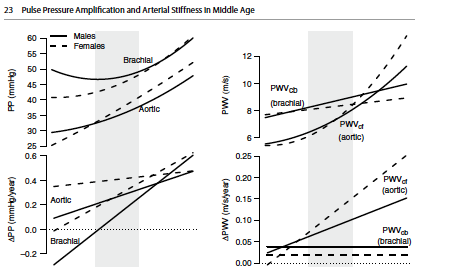 23 Pulse Pressure Amplification and Arterial Stiffness in Middle Age
Males
Females
PP (mmHg)
60
55
50
45
40
35
30
25
Brachial
Aortic
PWV (m/s)
12
10
8
6
PWVcb
(brachial)
PWVcf
(aortic)
ΔPP (mmHg/year)
0.6
0.4
0.2
0.0
−0.2
Aortic
Brachial
ΔPWV (m/s/year)
0.25
0.20
0.15
0.10
0.05
0.00
PWVcf
(aortic)
PWVcb
(brachial)